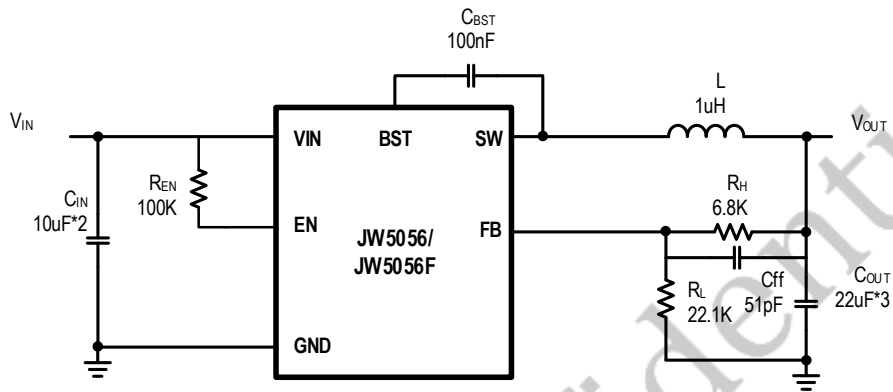 CBST
100nF
L
1uH
VIN
VIN
BST
SW
VOUT
REN
100K
CIN
10uF*2
RH
6.8K
EN
FB
JW5056/
JW5056F
Cff
51pF
COUT
22uF*3
RL
22.1K
GND